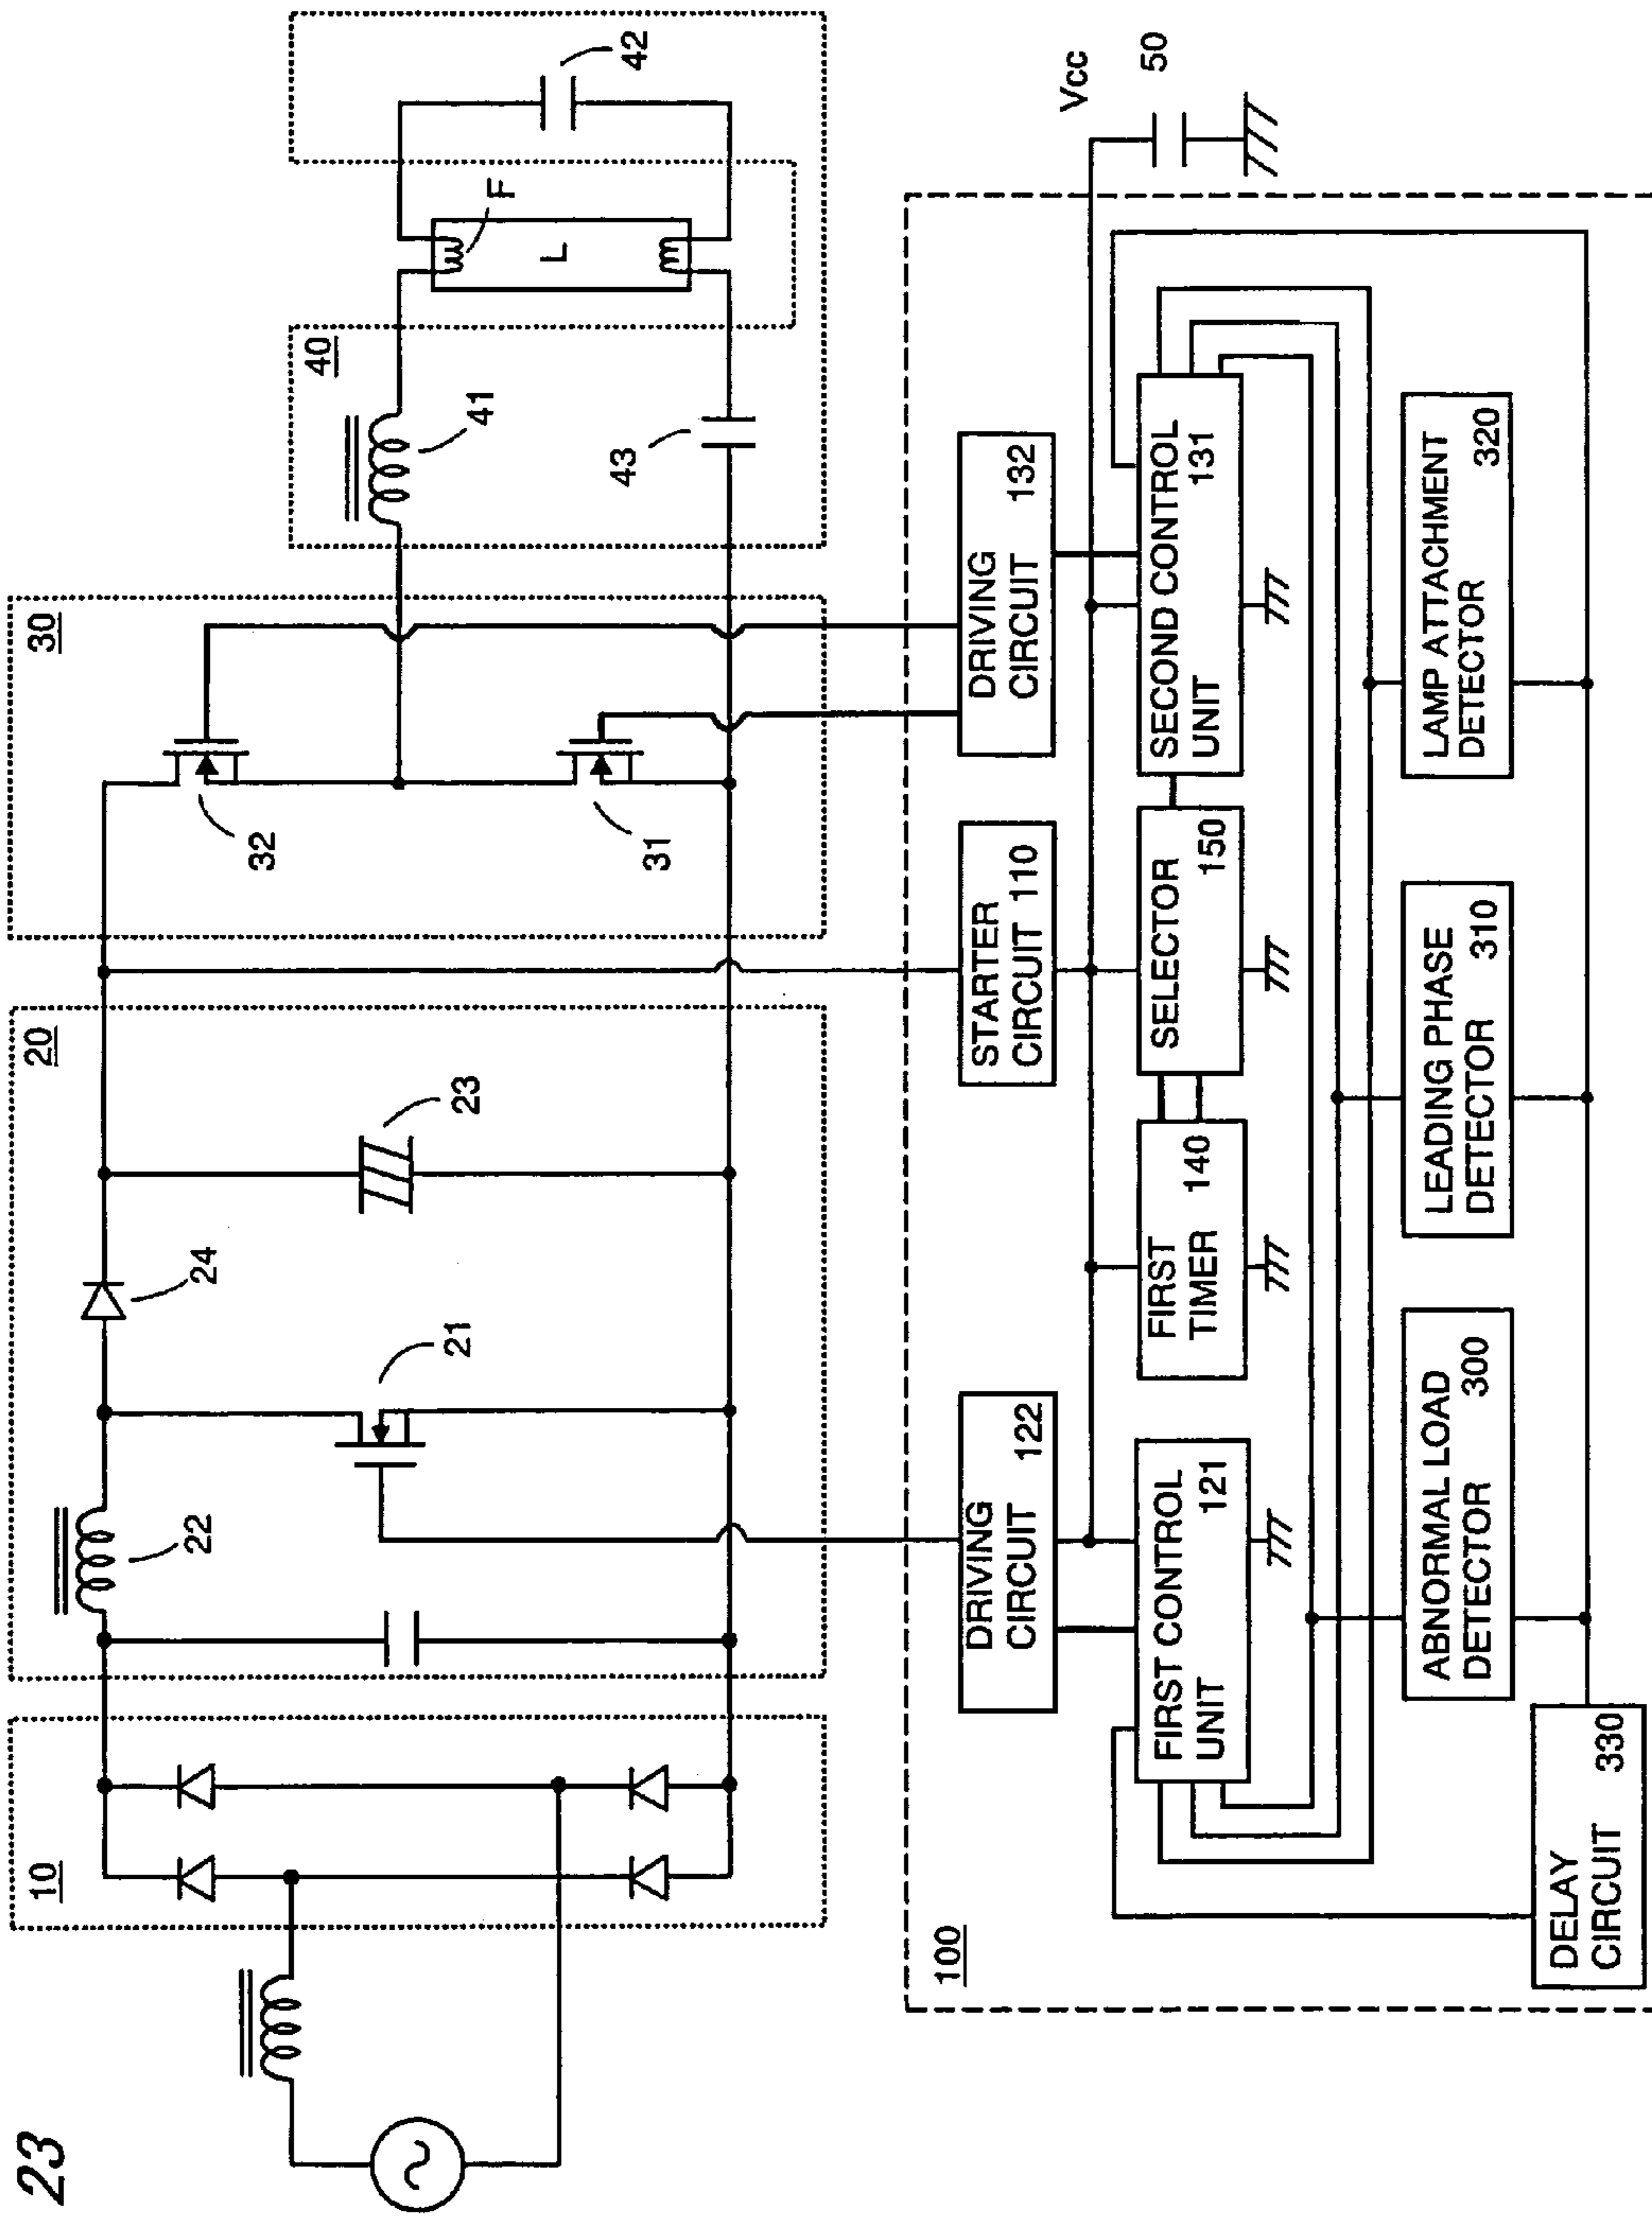 23
10
20
30
40
22
24
21
23
32
31
41
43
F
L
42
100
DRIVING
CIRCUIT 122
STARTER
CIRCUIT 110
DRIVING
CIRCUIT 132
Vcc
50
FIRST CONTROL
UNIT 121
FIRST
TIMER 140
SELECTOR
150
SECOND CONTROL
UNIT 131
ABNORMAL LOAD
DETECTOR 300
LEADING PHASE
DETECTOR 310
LAMP ATTACHMENT
DETECTOR 320
DELAY
CIRCUIT 330